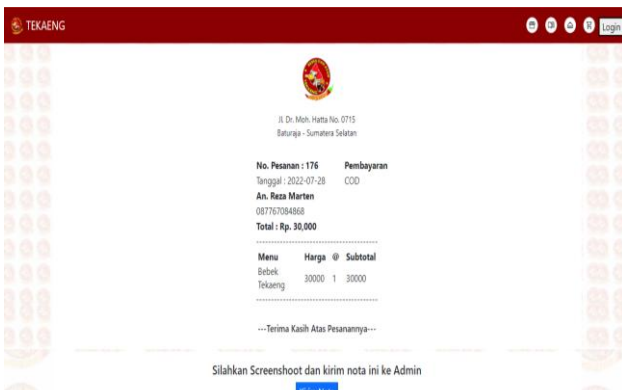 TEKAENG
Login
Jl. Dr. Moh. Hatta No. 0715
Baturaja - Sumatera Selatan
No. Pesanan : 176 Pembayaran
Tanggal : 2022-07-28 COD
An. Reza Marten
087767084868
Total : Rp. 30,000
Menu Harga @ Subtotal
Bebek
Tekaeng 30000 1 30000
---Terima Kasih Atas Pesanannya---
Silahkan Screenshoot dan kirim nota ini ke Admin